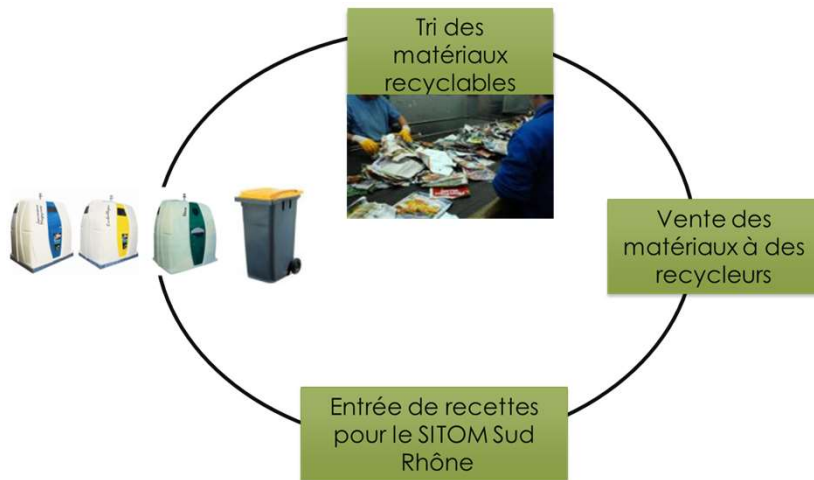 Tri des
matériaux
recyclables
Vente des
matériaux à des
recycleurs
Entrée de recettes
pour le SITOM Sud
Rhône